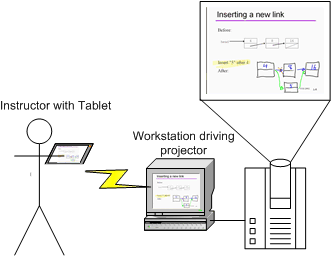 Inserting a new link
Before:
Insert "5" after 4
After:
Instructor with Tablet
Workstation driving
projector
Inserting a new link